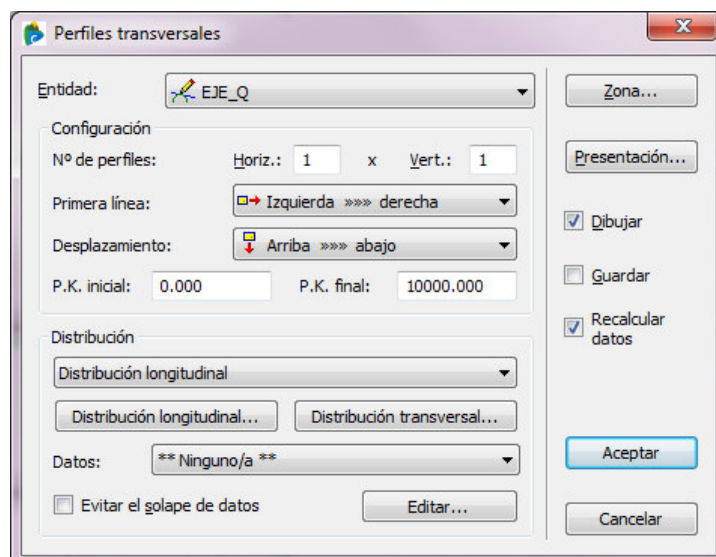 Perfiles transversales
Entidad: EJE_Q
Zona...
Configuración
Nº de perfiles: Horiz.: 1 x Vert.: 1
Presentación...
Primera línea: Izquierda »»» derecha
Dibujar
Desplazamiento: Arriba »»» abajo
Guardar
P.K. inicial: 0.000 P.K. final: 10000.000
Recalcular
datos
Distribución
Distribución longitudinal
Distribución longitudinal... Distribución transversal...
Datos: ** Ninguno/a **
Aceptar
Evitar el solape de datos Editar...
Cancelar